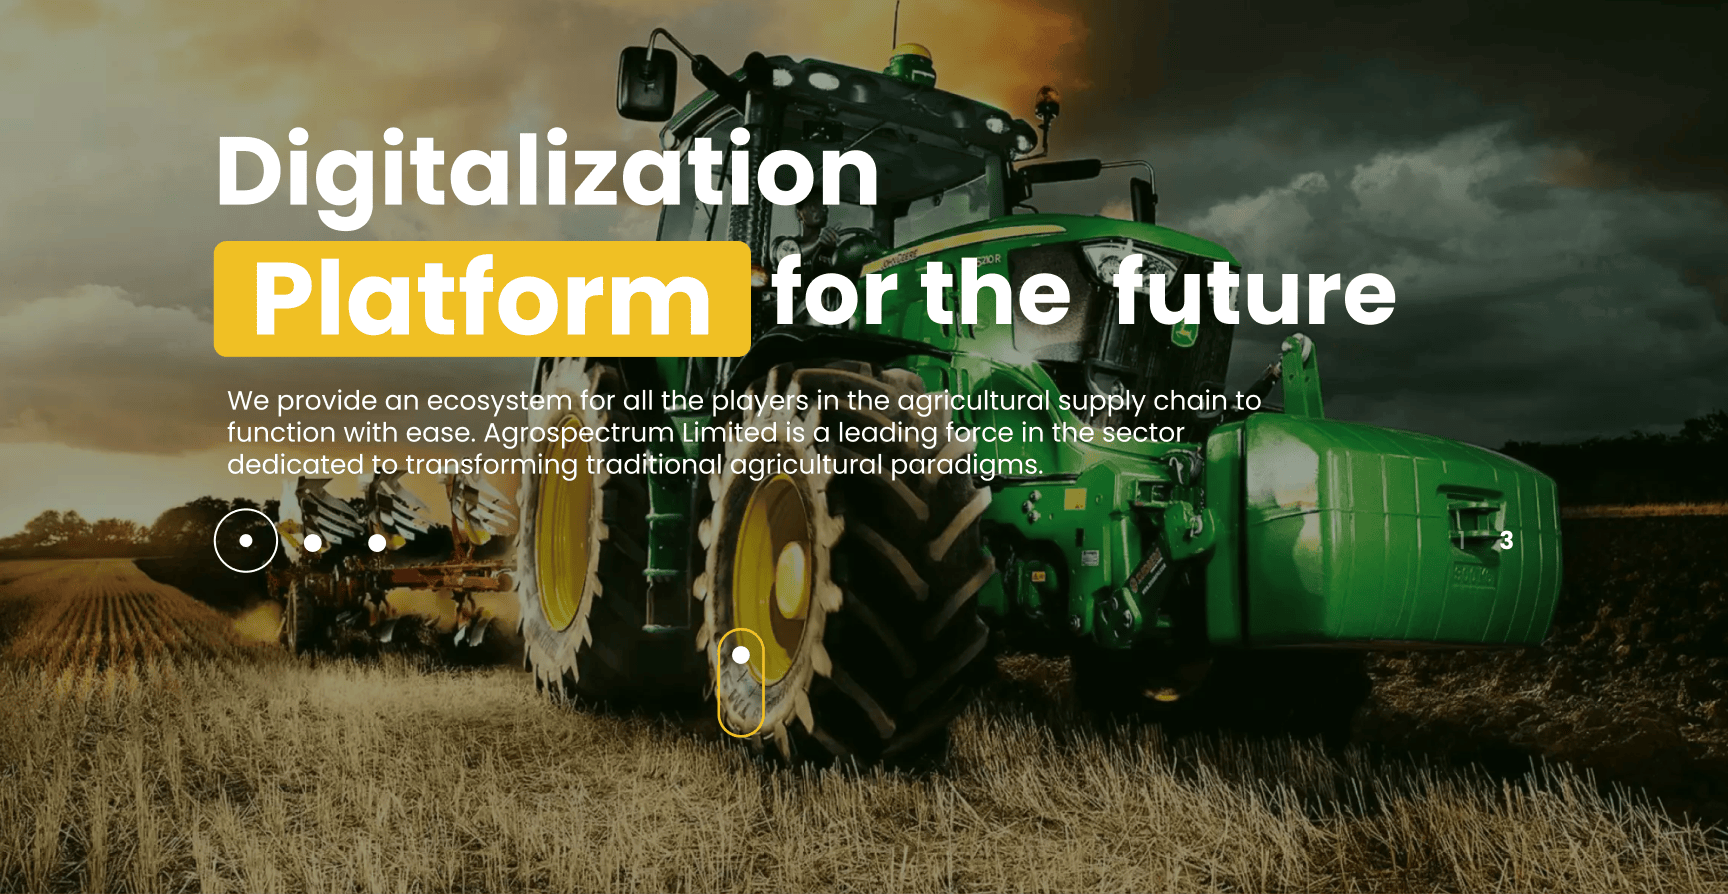 Digitalization
Platform for the future
We provide an ecosystem for all the players in the agricultural supply chain to
function with ease. Agrospectrum Limited is a leading force in the sector
dedicated to transforming traditional agricultural paradigms.
3